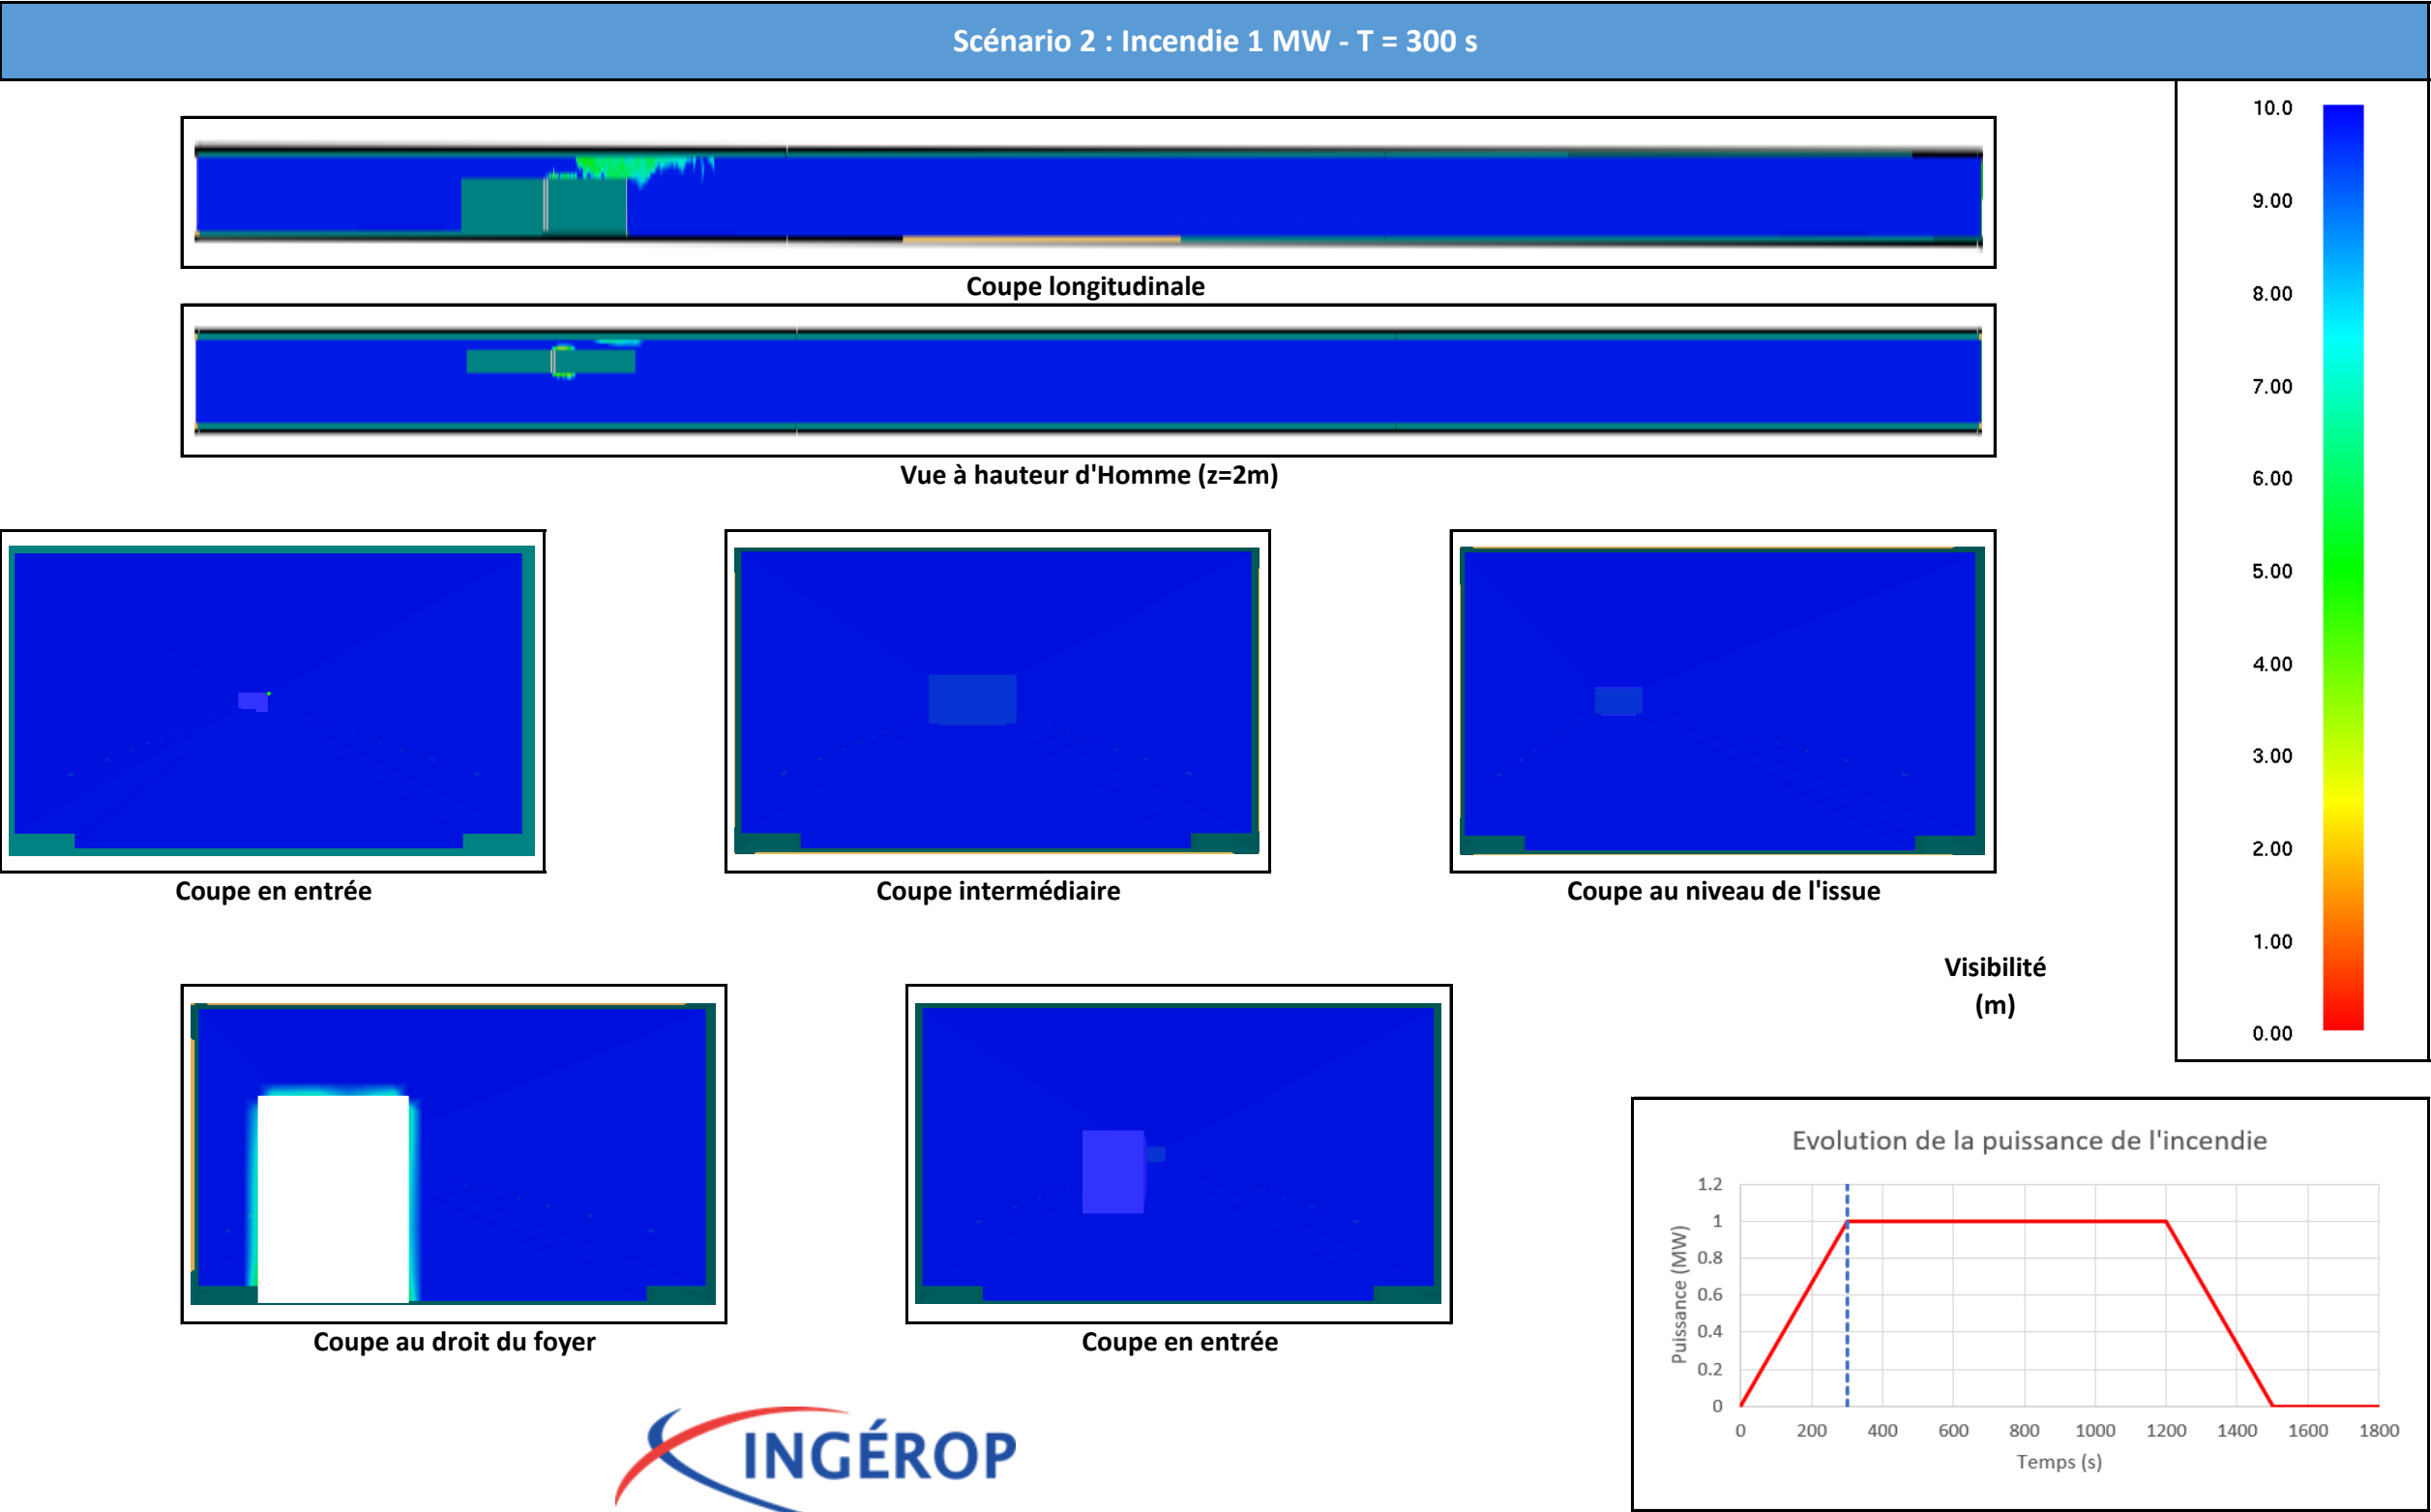 Scénario 2 : Incendie 1 MW - T = 300 s
Coupe longitudinale
Vue à hauteur d'Homme (z=2m)
Coupe en entrée
Coupe intermédiaire
Coupe au niveau de l'issue
Coupe au droit du foyer
Coupe en entrée
Visibilité
(m)
10.0
9.00
8.00
7.00
6.00
5.00
4.00
3.00
2.00
1.00
0.00
Evolution de la puissance de l'incendie
Puissance (MW)
1.2
1
0.8
0.6
0.4
0.2
0
0 200 400 600 800 1000 1200 1400 1600 1800
Temps (s)
INGÉROP